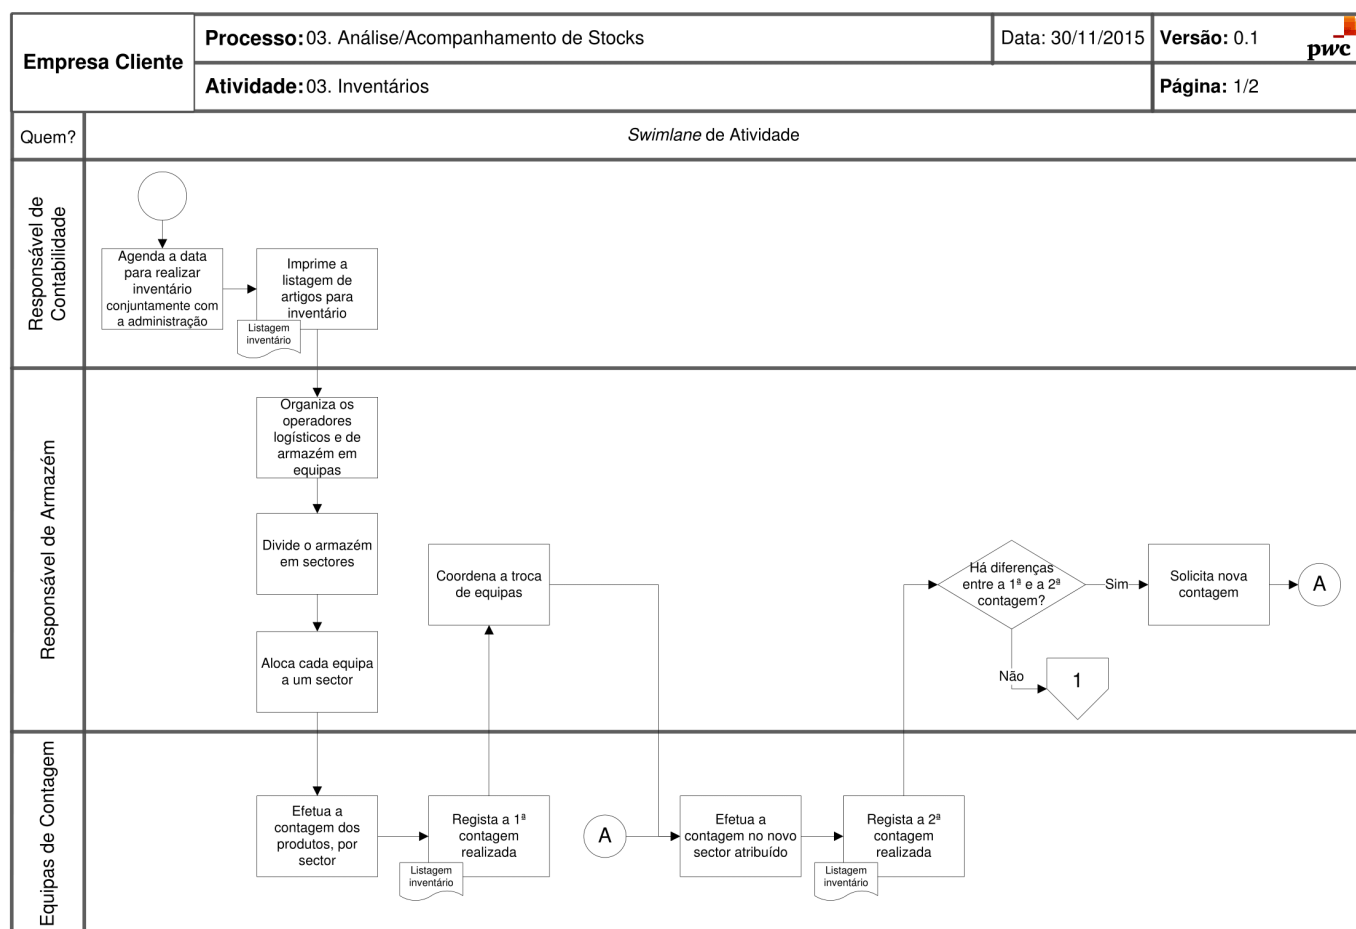 Empresa Cliente
Processo: 03. Análise/Acompanhamento de Stocks
Data: 30/11/2015
Versão: 0.1
pwc
Atividade: 03. Inventários
Página: 1/2
Quem?
Swimlane de Atividade
Responsável de
Contabilidade
Agenda a data
para realizar
inventário
conjuntamente com
a administração
Imprime a
listagem de
artigos para
inventário
Listagem
inventário
Responsável de Armazém
Organiza os
operadores
logísticos e de
armazém em
equipas
Divide o armazém
em sectores
Aloca cada equipa
a um sector
Coordena a troca
de equipas
Há diferenças
entre a 1ª e a 2ª
contagem?
Sim
Não
1
Solicita nova
contagem
A
Equipas de Contagem
Efetua a
contagem dos
produtos, por
sector
Regista a 1ª
contagem
realizada
Listagem
inventário
A
Efetua a
contagem no novo
sector atribuído
Regista a 2ª
contagem
realizada
Listagem
inventário